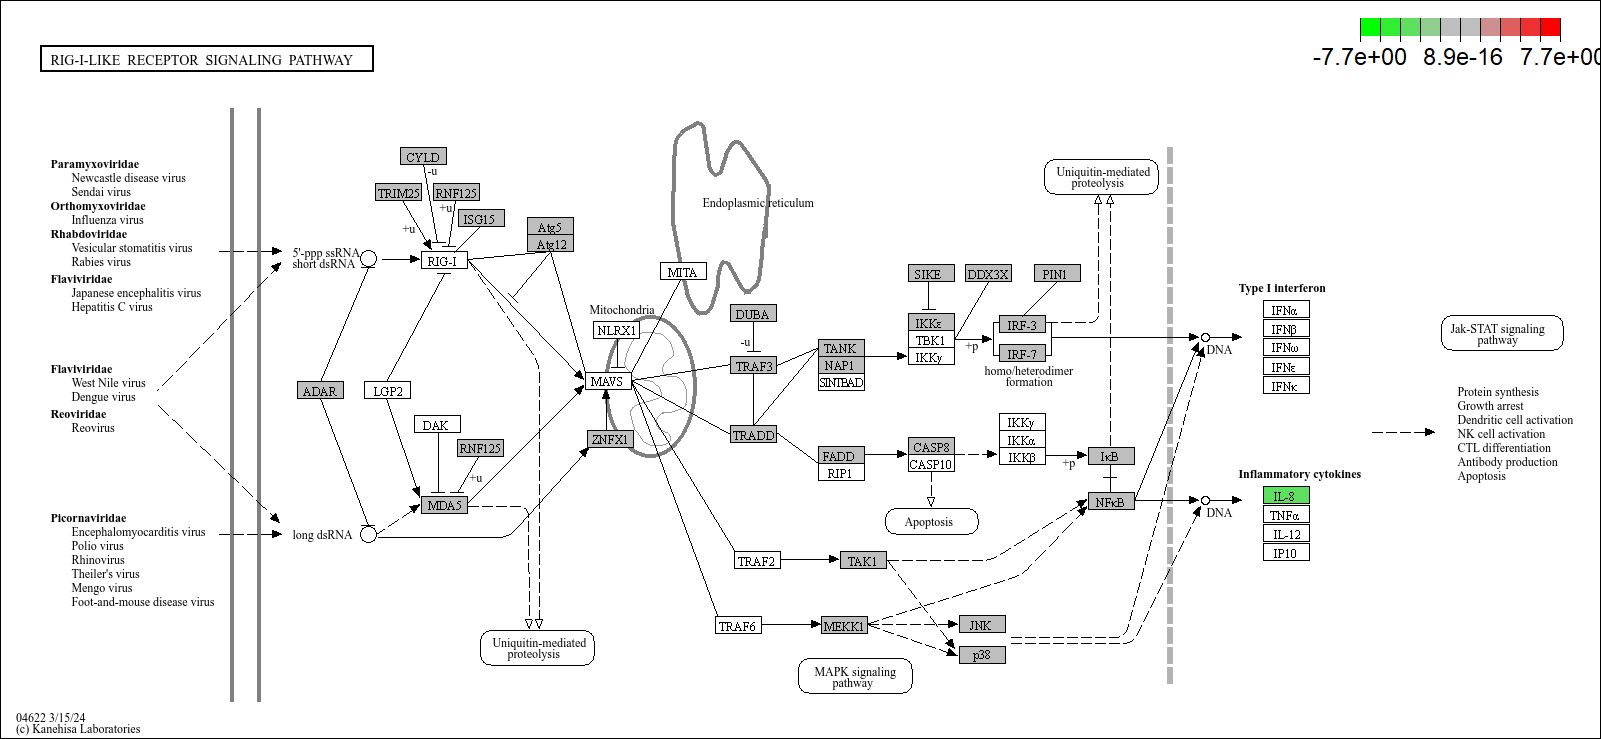 -7.7e+00 8.9e-16 7.7e+00
RIG-I-LIKE RECEPTOR SIGNALING PATHWAY
Paramyxoviridae
Newcastle disease virus
Sendai virus
Orthomyxoviridae
Influenza virus
Rhabdoviridae
Vesicular stomatitis virus
Rabies virus
Flaviviridae
Japanese encephalitis virus
Hepatitis C virus
Flaviviridae
West Nile virus
Dengue virus
Reoviridae
Reovirus
Picornaviridae
Encephalomyocarditis virus
Polio virus
Rhinovirus
Theiler's virus
Mengo virus
Foot-and-mouse disease virus
5'-ppp ssRNA
short dsRNA
long dsRNA
ADAR
CYLD
-u
TRIM25
RNF125
+u
+u
ISG15
RIG-I
Atg5
Atg12
LGP2
DAK
RNF125
+u
MDA5
Uniquitin-mediated
proteolysis
Mitochondria
NLRX1
MAVS
ZNFX1
MITA
Endoplasmic reticulum
DUBA
-u
TRAF3
TRADD
TANK
NAP1
SINTBAD
FADD
RIP1
TRAF2
TRAF6
TAK1
MEKK1
MAPK signaling
pathway
SIKE
DDX3X
PIN1
IKKε
TBK1
IKKγ
+p
IRF-3
IRF-7
homo/heterodimer
formation
CASP8
CASP10
Apoptosis
IKKγ
IKKα
IKKβ
+p
IκB
NFκB
JNK
p38
Uniquitin-mediated
proteolysis
DNA
DNA
Type I interferon
IFNα
IFNβ
IFNω
IFNε
IFNκ
Inflammatory cytokines
IL-8
TNFα
IL-12
IP10
Jak-STAT signaling
pathway
Protein synthesis
Growth arrest
Dendritic cell activation
NK cell activation
CTL differentiation
Antibody production
Apoptosis
04622 3/15/24
(c) Kanehisa Laboratories